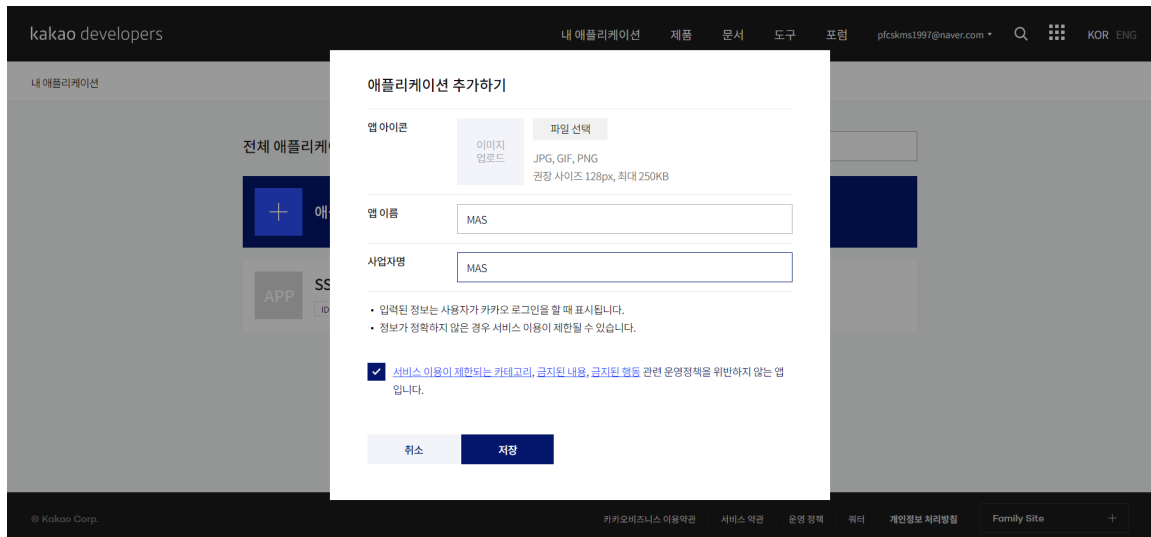 kakao developers
내 애플리케이션 제품 문서 도구 포럼 pfcskms1997@naver.com KOR ENG
내 애플리케이션
애플리케이션 추가하기
전체 애플리케이
앱 아이콘
이미지
업로드
파일 선택
JPG, GIF, PNG
권장 사이즈 128px, 최대 250KB
앱 이름 MAS
사업자명 MAS
APP SS
ID
• 입력된 정보는 사용자가 카카오 로그인을 할 때 표시됩니다.
• 정보가 정확하지 않은 경우 서비스 이용이 제한될 수 있습니다.
서비스 이용이 제한되는 카테고리, 금지된 내용, 금지된 행동 관련 운영정책을 위반하지 않는 앱
입니다.
취소 저장
© Kakao Corp. 카카오비즈니스 이용약관 서비스 약관 운영 정책 쿼터 개인정보 처리방침 Family Site +